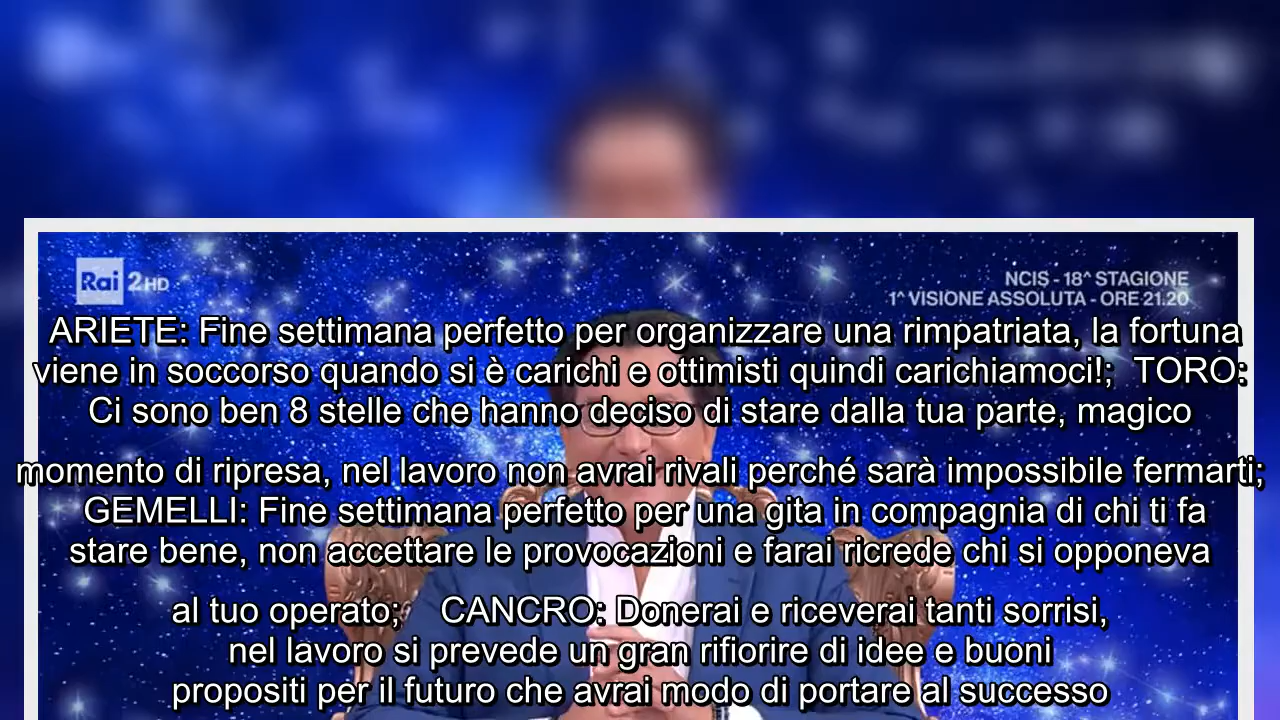 Rai 2HD
NCIS - 18^ STAGIONE
1^ VISIONE ASSOLUTA - ORE 21.20
ARIETE: Fine settimana perfetto per organizzare una rimpatriata, la fortuna
viene in soccorso quando si è carichi e ottimisti quindi carichiamoci!; TORO:
Ci sono ben 8 stelle che hanno deciso di stare dalla tua parte, magico
momento di ripresa, nel lavoro non avrai rivali perché sarà impossibile fermarti;
GEMELLI: Fine settimana perfetto per una gita in compagnia di chi ti fa
stare bene, non accettare le provocazioni e farai ricrede chi si opponeva
al tuo operato; CANCRO: Donerai e riceverai tanti sorrisi,
nel lavoro si prevede un gran rifiorire di idee e buoni
propositi per il futuro che avrai modo di portare al successo